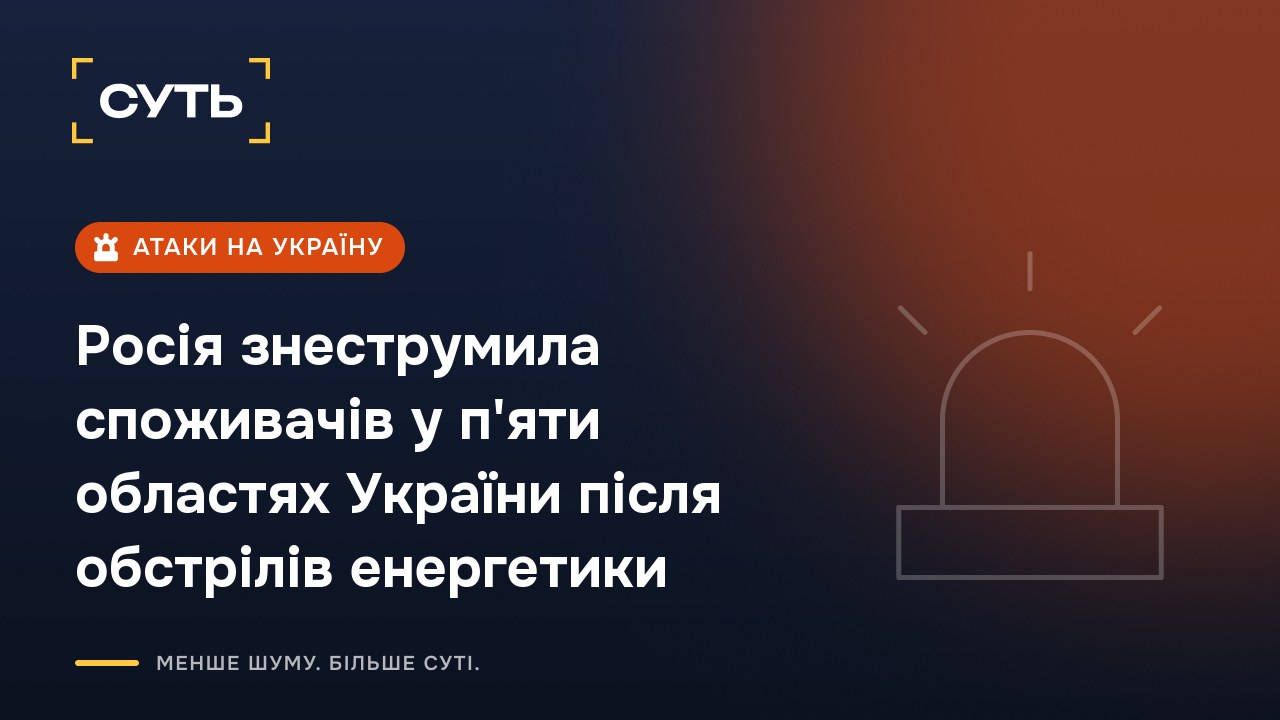 СУТЬ
АТАКИ НА УКРАЇНУ
Росія знеструмила
споживачів у п'яти
областях України після
обстрілів енергетики
МЕНШЕ ШУМУ. БІЛЬШЕ СУТІ.